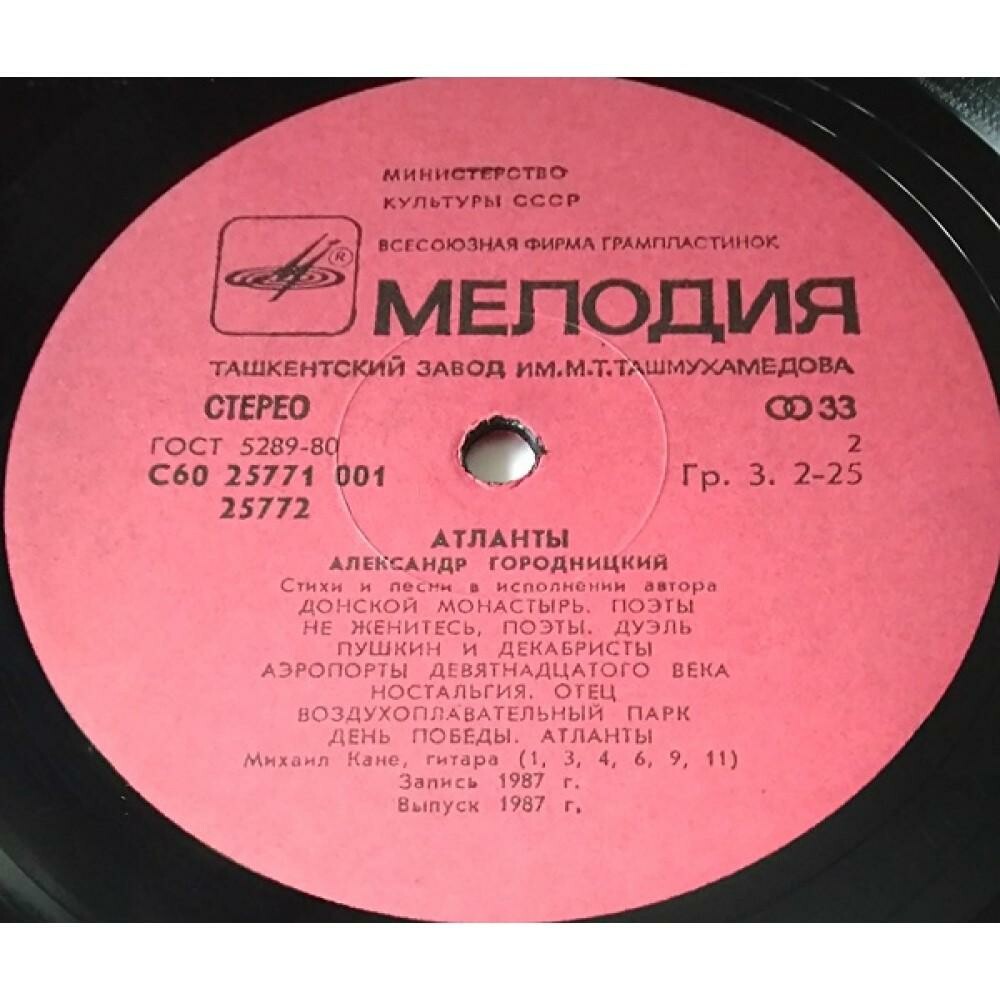 МИНИСТЕРСТВО
КУЛЬТУРЫ СССР
ВСЕСОЮЗНАЯ ФИРМА ГРАМПЛАСТИНОК
®
МЕЛОДИЯ
ТАШКЕНТСКИЙ ЗАВОД ИМ.М.Т.ТАШМУХАМЕДОВА
СТЕРЕО 33
ГОСТ 5289-80 2
С60 25771 001 Гр. 3. 2-25
25772
АТЛАНТЫ
АЛЕКСАНДР ГОРОДНИЦКИЙ
Стихи и песни в исполнении автора
ДОНСКОЙ МОНАСТЫРЬ. ПОЭТЫ
НЕ ЖЕНИТЕСЬ, ПОЭТЫ. ДУЭЛЬ
ПУШКИН И ДЕКАБРИСТЫ
АЭРОПОРТЫ ДЕВЯТНАДЦАТОГО ВЕКА
НОСТАЛЬГИЯ. ОТЕЦ
ВОЗДУХОПЛАВАТЕЛЬНЫЙ ПАРК
ДЕНЬ ПОБЕДЫ. АТЛАНТЫ
Михаил Кане, гитара (1, 3, 4, 6, 9, 11)
Запись 1987 г.
Выпуск 1987 г.